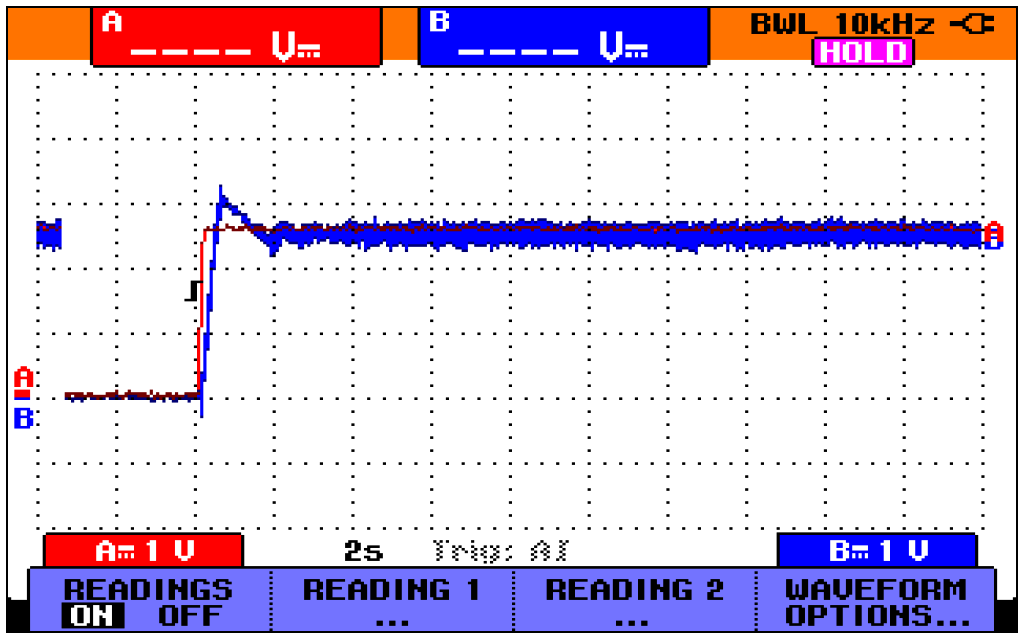 A
---- V
B
---- V
BWL 10kHz
HOLD
A
B
A
B
A 1 V
2s
Trig: A
B 1 V
READINGS
ON OFF
READING 1
...
READING 2
...
WAVEFORM
OPTIONS...